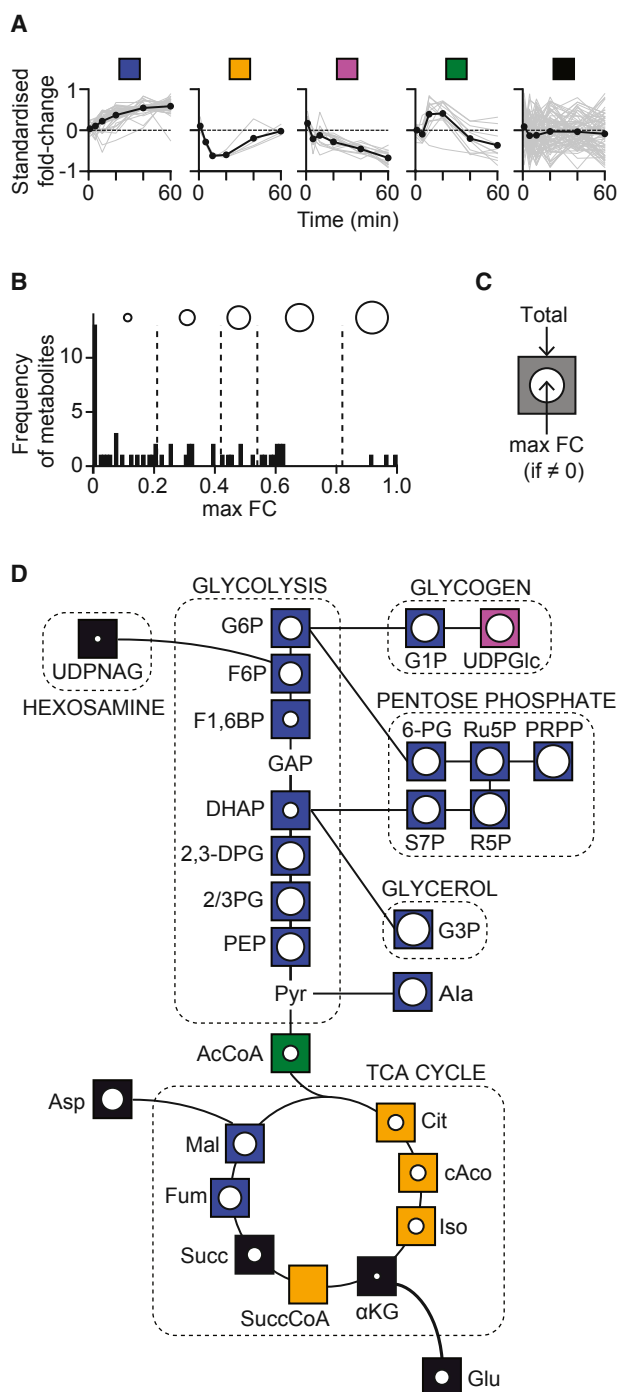 A
Standardised
fold-change
1
0
-1
0 60
0 60
0 60
0 60
0 60
Time (min)
B
Frequency
of metabolites
10
5
0
0 0.2 0.4 0.6 0.8 1.0
max FC
C
Total
max FC
(if ≠ 0)
D
GLYCOLYSIS
GLYCOGEN
G6P
G1P
UDPGlc
UDPNAG
HEXOSAMINE
F6P
PENTOSE PHOSPHATE
F1,6BP
6-PG Ru5P PRPP
GAP
DHAP
S7P R5P
2,3-DPG
GLYCEROL
2/3PG
G3P
PEP
Pyr
Ala
AcCoA
TCA CYCLE
Asp
Cit
Mal
cAco
Fum
Iso
Succ
SuccCoA
αKG
Glu